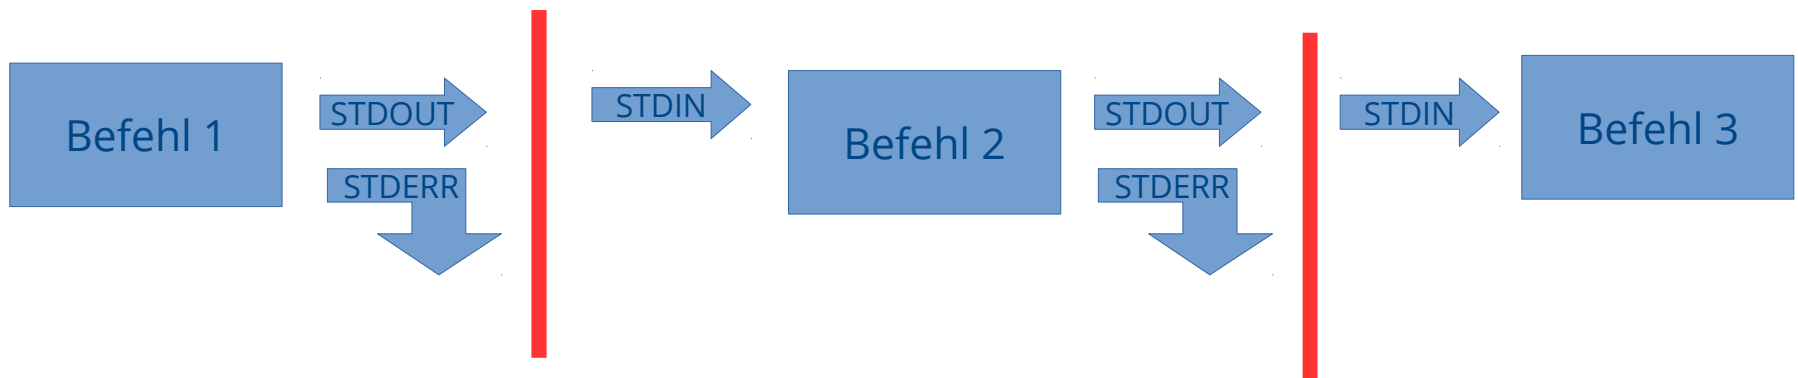 Befehl 1
STDOUT
STDERR
STDIN
Befehl 2
STDOUT
STDERR
STDIN
Befehl 3